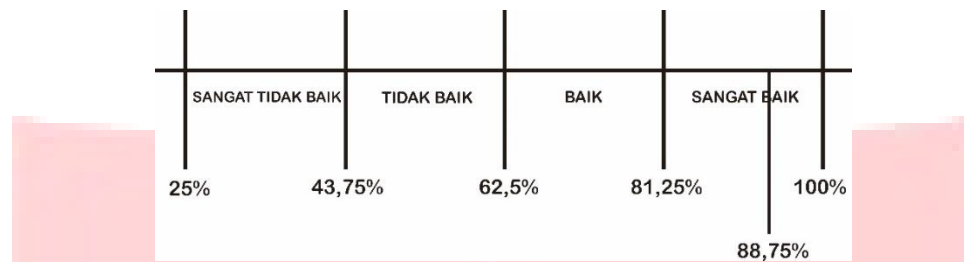 SANGAT TIDAK BAIK TIDAK BAIK BAIK SANGAT BAIK
25% 43,75% 62,5% 81,25% 100%
88,75%